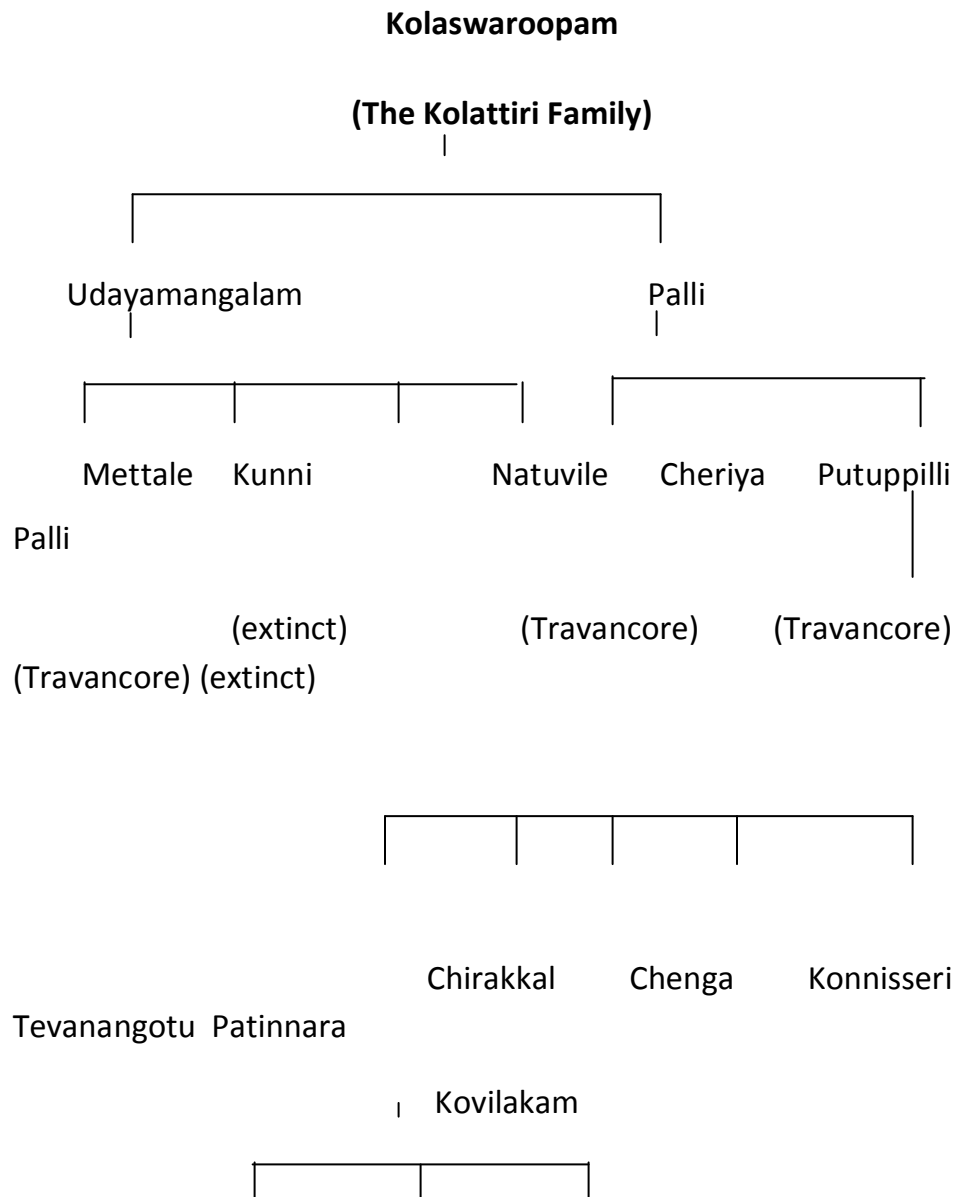 Kolaswaroopam
(The Kolattiri Family)
Udayamangalam Palli
Mettale Kunni Natuvile Cheriya Putuppilli
Palli
(extinct) (Travancore) (Travancore)
(Travancore) (extinct)
Chirakkal Chenga Konnisseri
Tevanangotu Patinnara
Kovilakam